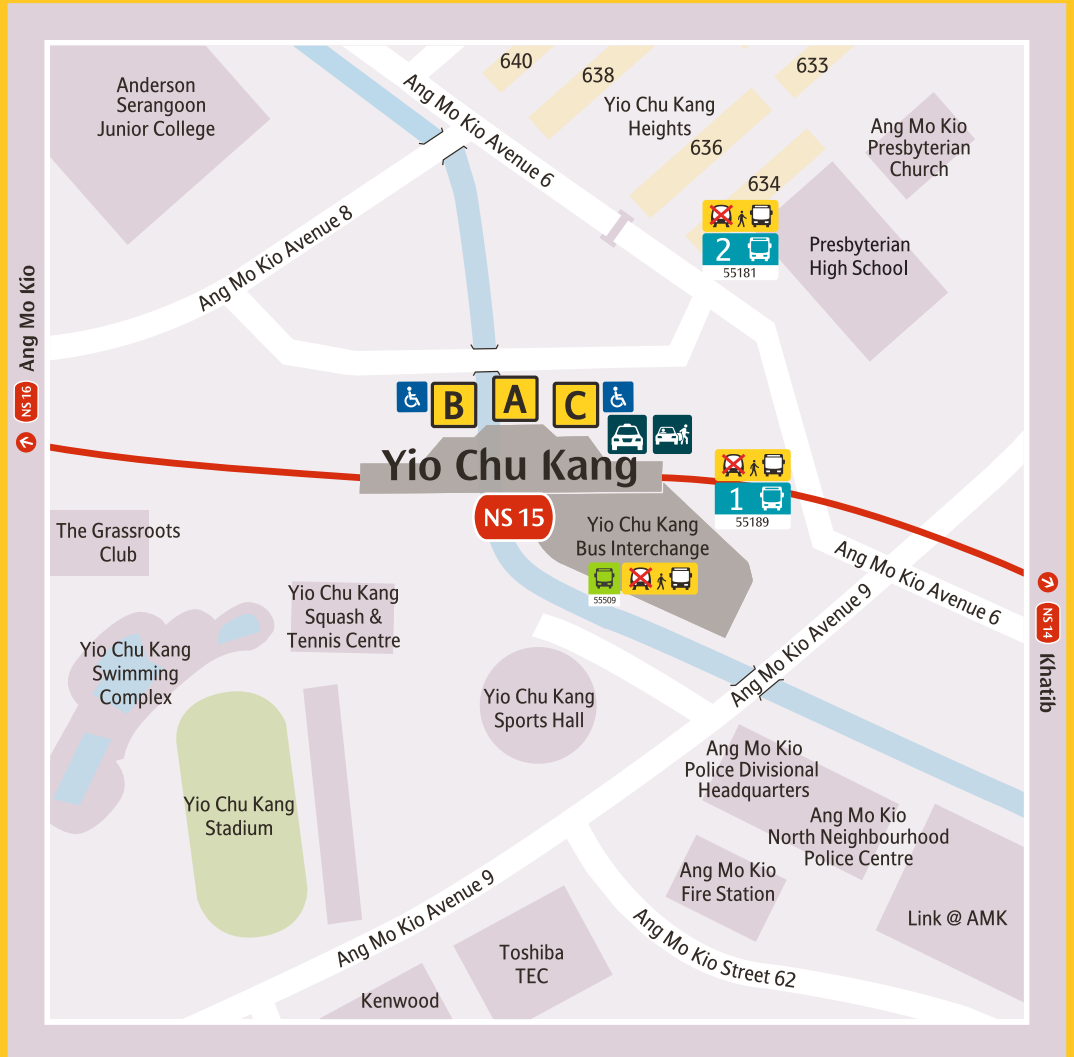 640
638
633
Anderson
Serangoon
Junior College
Ang Mo Kio Avenue 6
Yio Chu Kang
Heights
636
Ang Mo Kio
Presbyterian
Church
634
Ang Mo Kio Avenue 8
2
55181
Presbyterian
High School
Ang Mo Kio
NS 16
B
A
C
Yio Chu Kang
NS 15
1
55189
The Grassroots
Club
Yio Chu Kang
Bus Interchange
55509
Ang Mo Kio Avenue 6
Ang Mo Kio Avenue 9
NS 14
Khatib
Yio Chu Kang
Squash &
Tennis Centre
Yio Chu Kang
Swimming
Complex
Yio Chu Kang
Sports Hall
Ang Mo Kio
Police Divisional
Headquarters
Yio Chu Kang
Stadium
Ang Mo Kio
North Neighbourhood
Police Centre
Ang Mo Kio
Fire Station
Link @ AMK
Ang Mo Kio Avenue 9
Ang Mo Kio Street 62
Toshiba
TEC
Kenwood